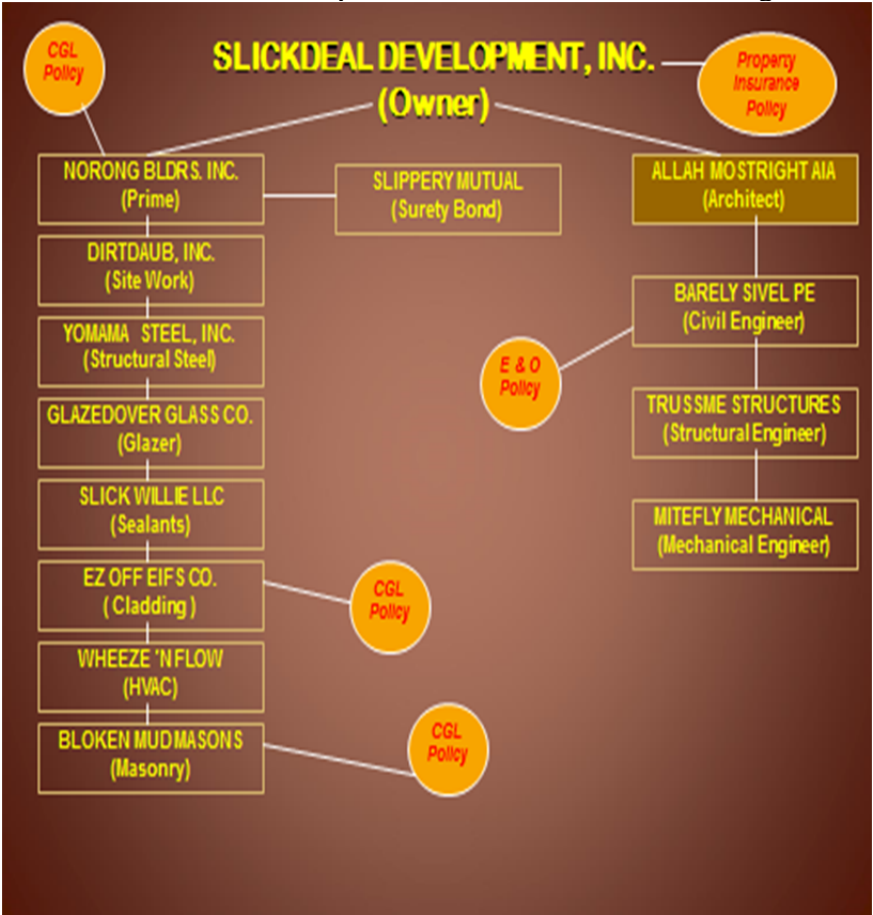 CGL
Policy
SLICKDEAL DEVELOPMENT, INC.
(Owner)
Property
Insurance
Policy
NORONG BLDRS. INC.
(Prime)
SLIPPERY MUTUAL
(Surety Bond)
ALLAH MOSTRIGHT AIA
(Architect)
DIRTDAUB, INC.
(Site Work)
BARELY SIVEL PE
(Civil Engineer)
YOMAMA STEEL, INC.
(Structural Steel)
E & O
Policy
GLAZEDOVER GLASS CO.
(Glazer)
TRUSSME STRUCTURES
(Structural Engineer)
SLICK WILLIE LLC
(Sealants)
MITEFLY MECHANICAL
(Mechanical Engineer)
EZ OFF EIFS CO.
( Cladding )
CGL
Policy
WHEEZE 'N FLOW
(HVAC)
BLOKEN MUDMASONS
(Masonry)
CGL
Policy